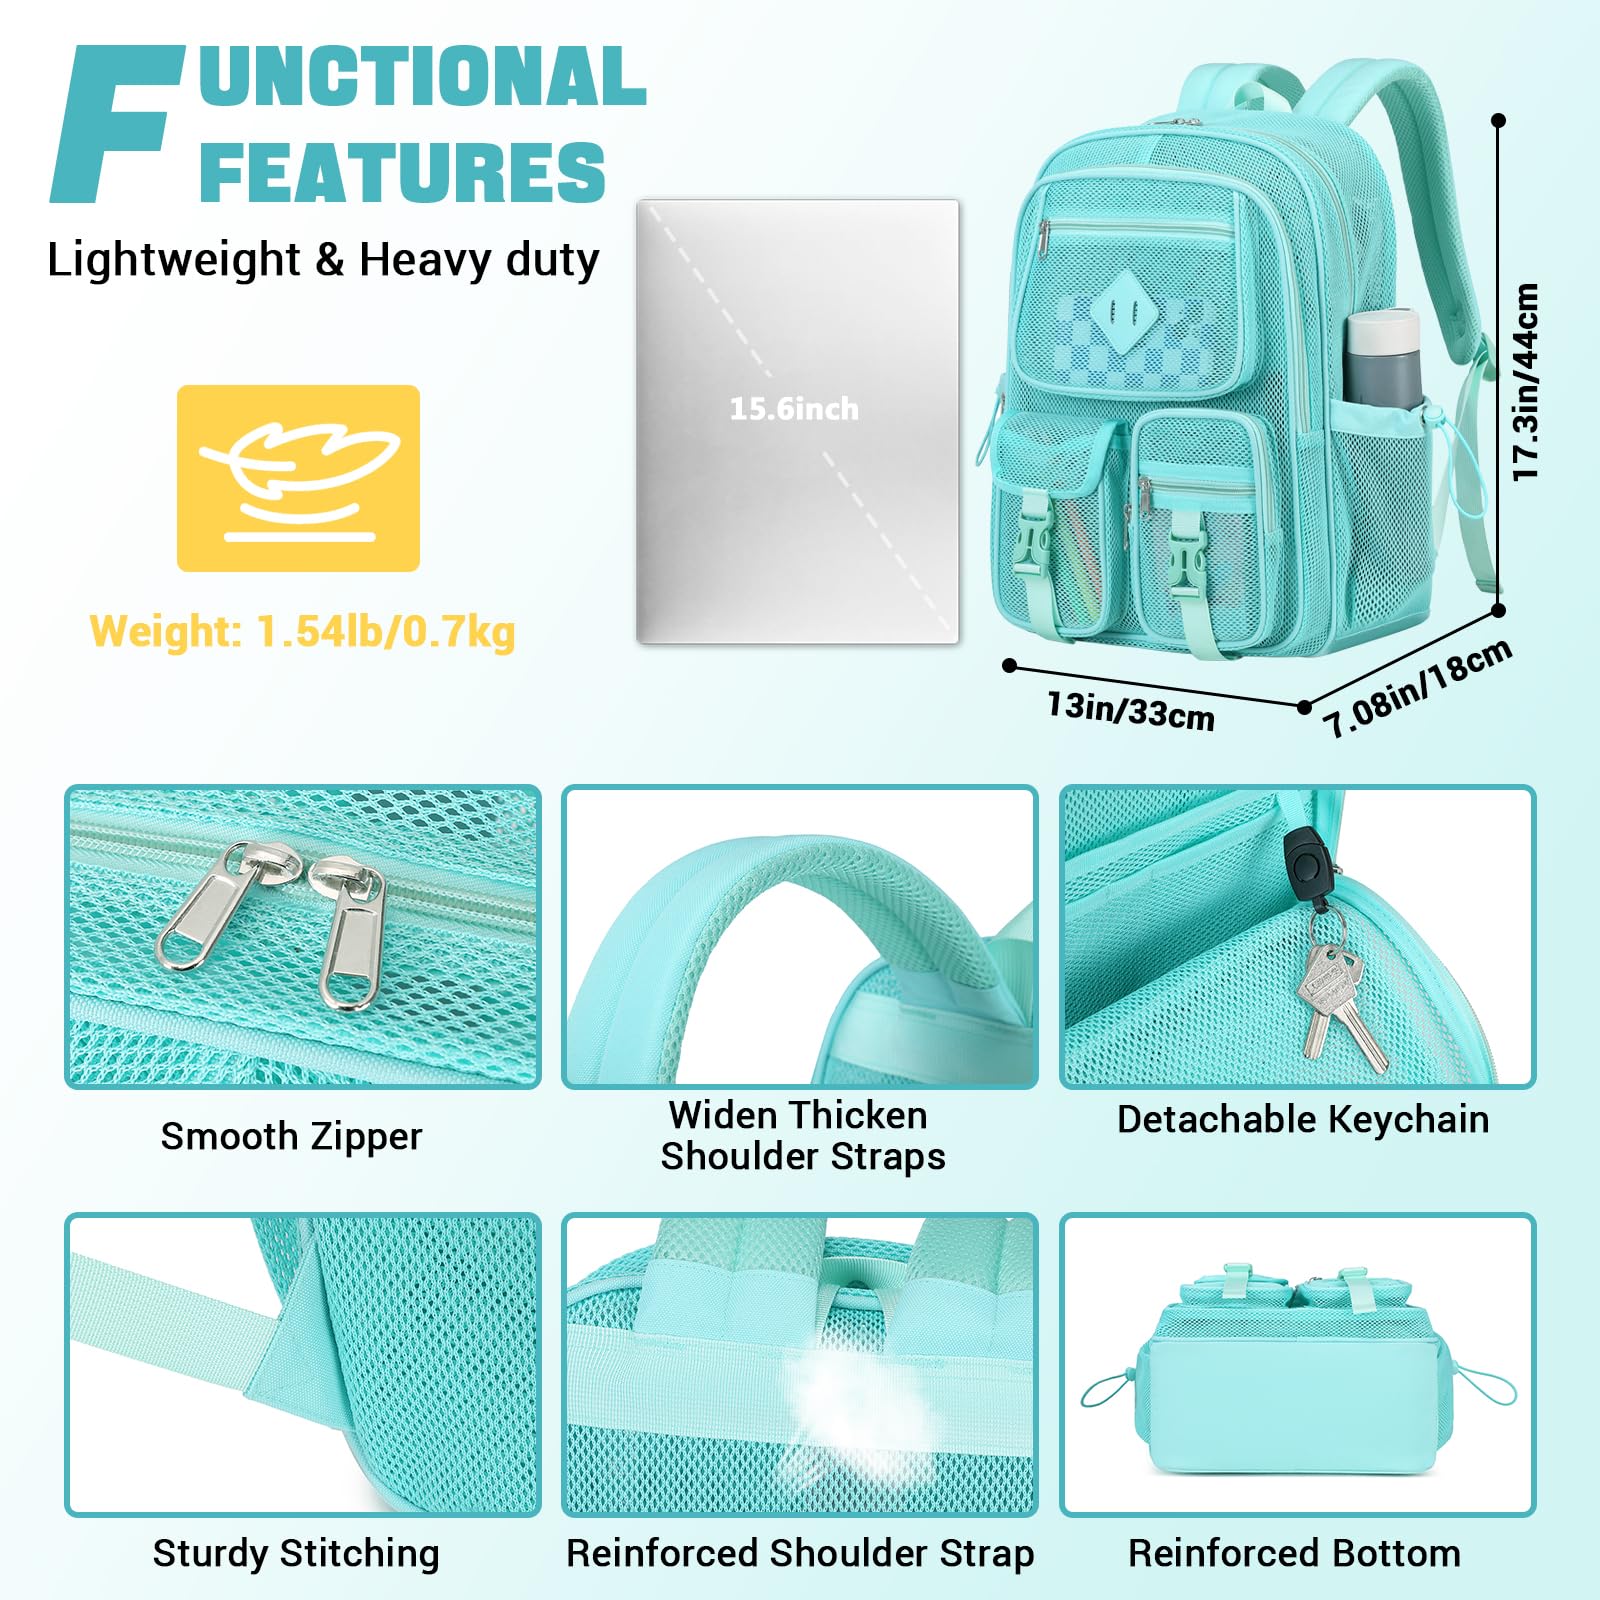 FUNCTIONAL
FEATURES
Lightweight & Heavy duty
15.6inch
17.3in/44cm
Weight: 1.54lb/0.7kg
13in/33cm
7.08in/18cm
Smooth Zipper
Widen Thicken
Shoulder Straps
Detachable Keychain
Sturdy Stitching
Reinforced Shoulder Strap
Reinforced Bottom